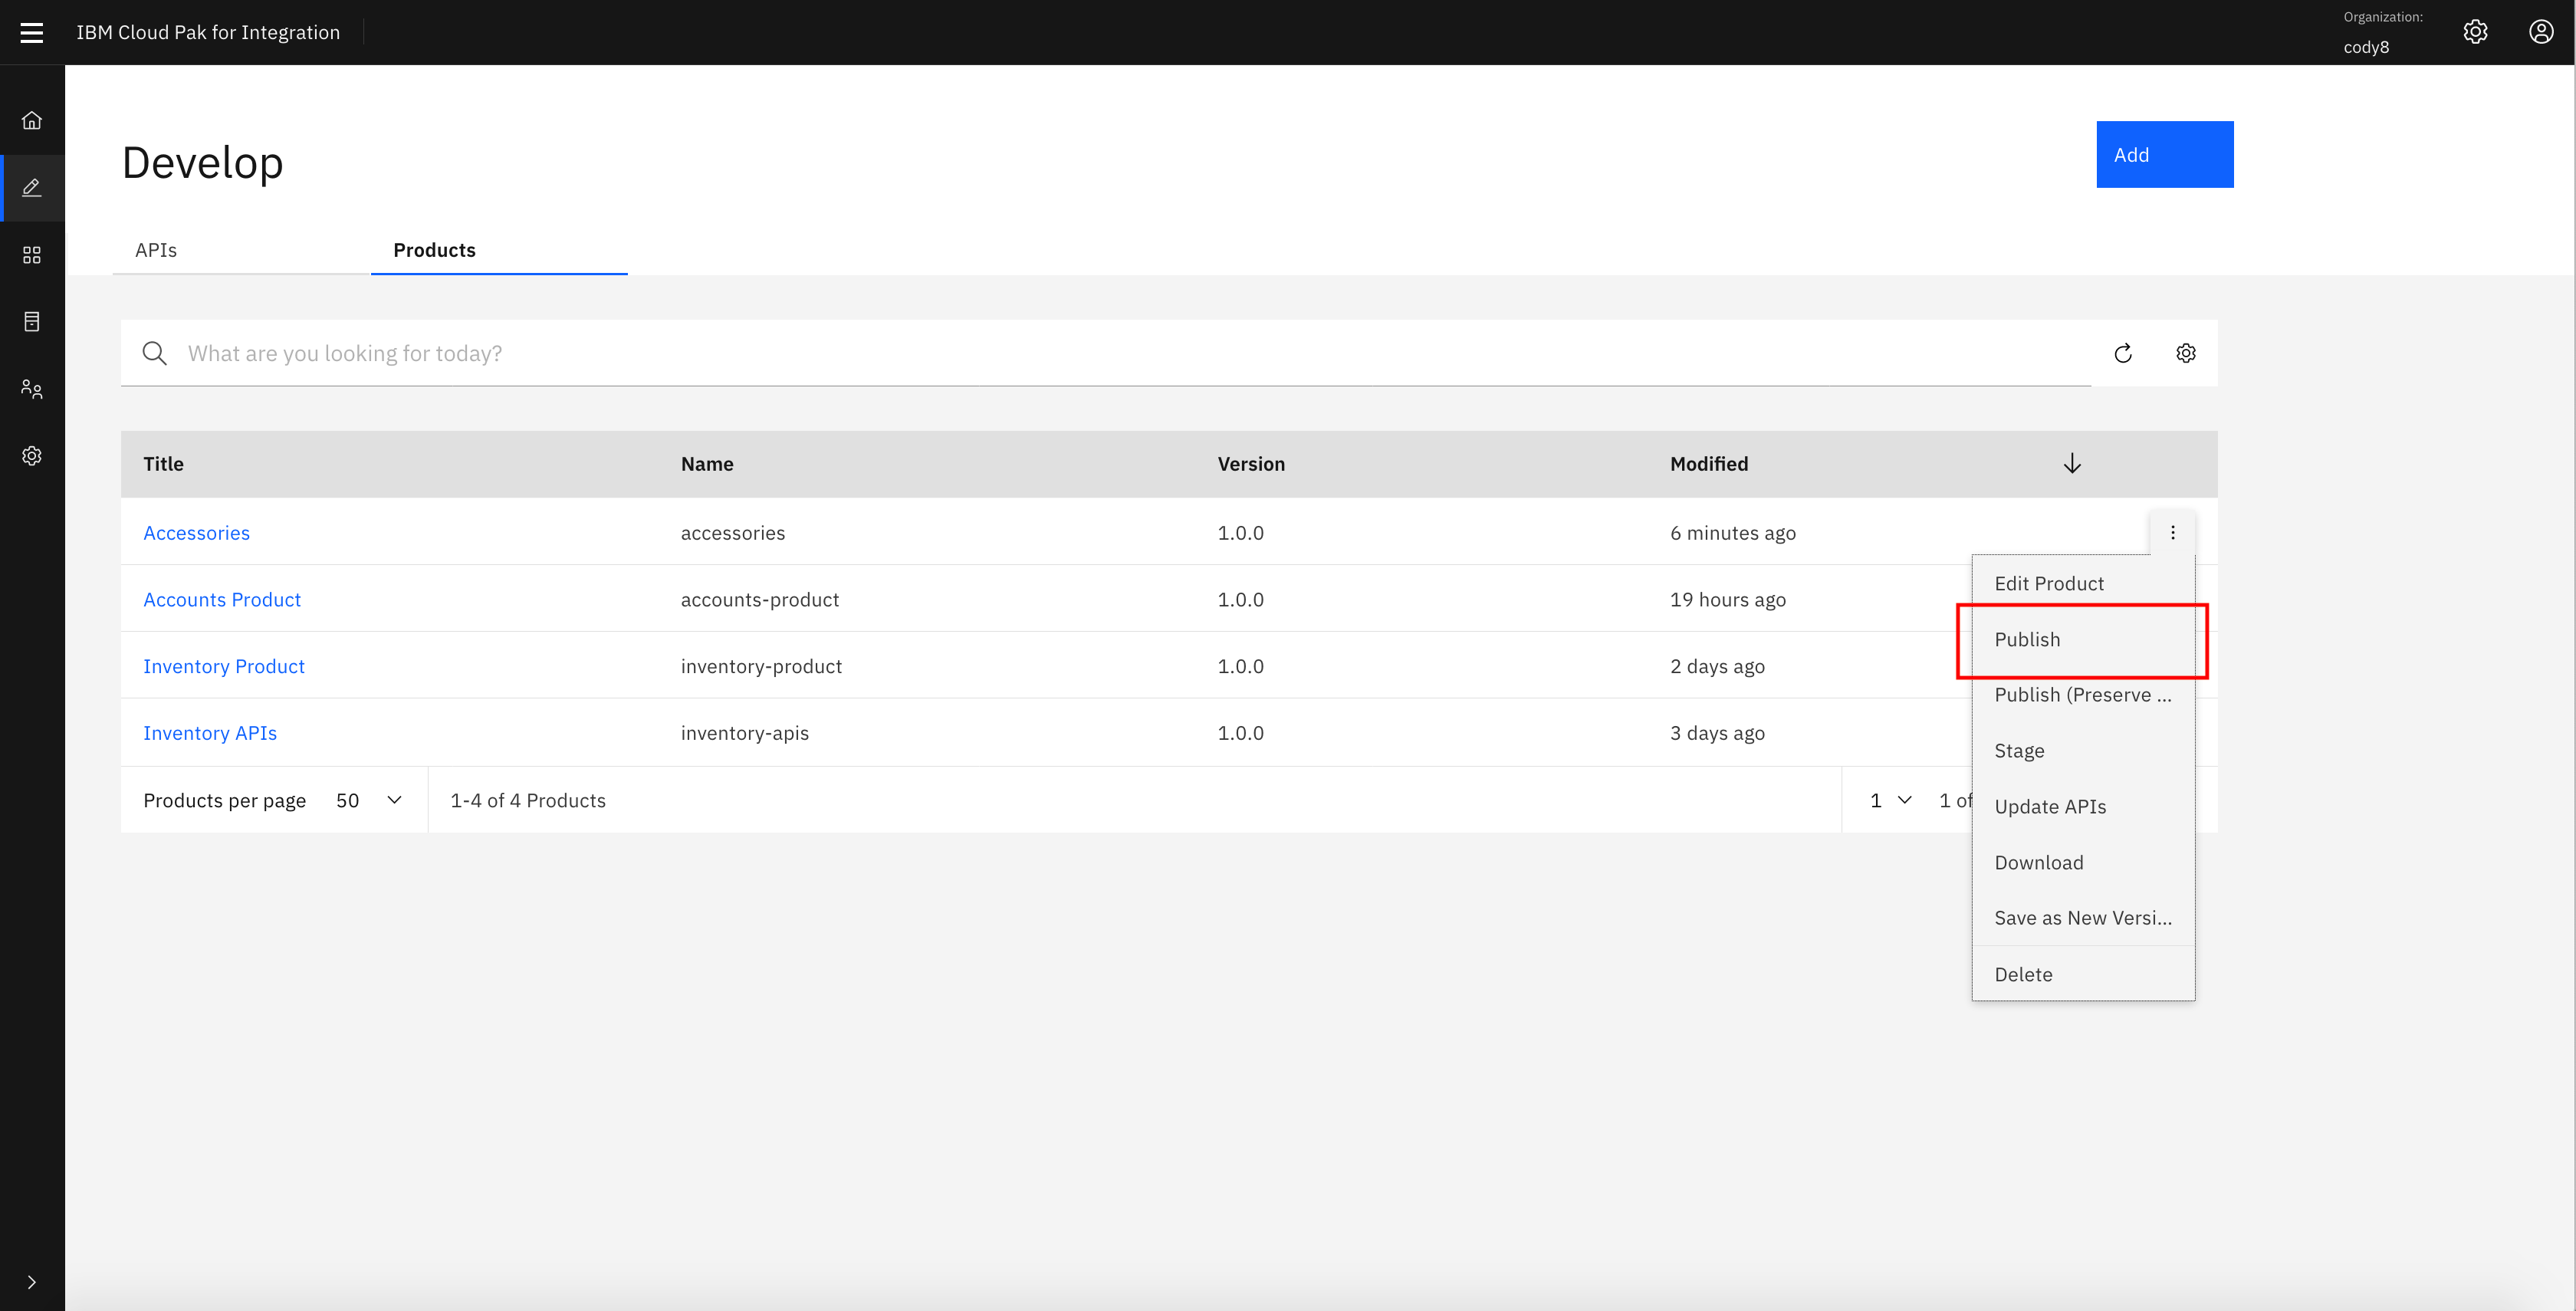 IBM Cloud Pak for Integration
Organization:
cody8
Develop
Add
APIs
Products
What are you looking for today?
Title Name Version Modified
Accessories accessories 1.0.0 6 minutes ago
Edit Product
Accounts Product accounts-product 1.0.0 19 hours ago
Publish
Inventory Product inventory-product 1.0.0 2 days ago
Publish (Preserve ...
Inventory APIs inventory-apis 1.0.0 3 days ago
Stage
Products per page 50 1-4 of 4 Products 1 1 of
Update APIs
Download
Save as New Versi...
Delete